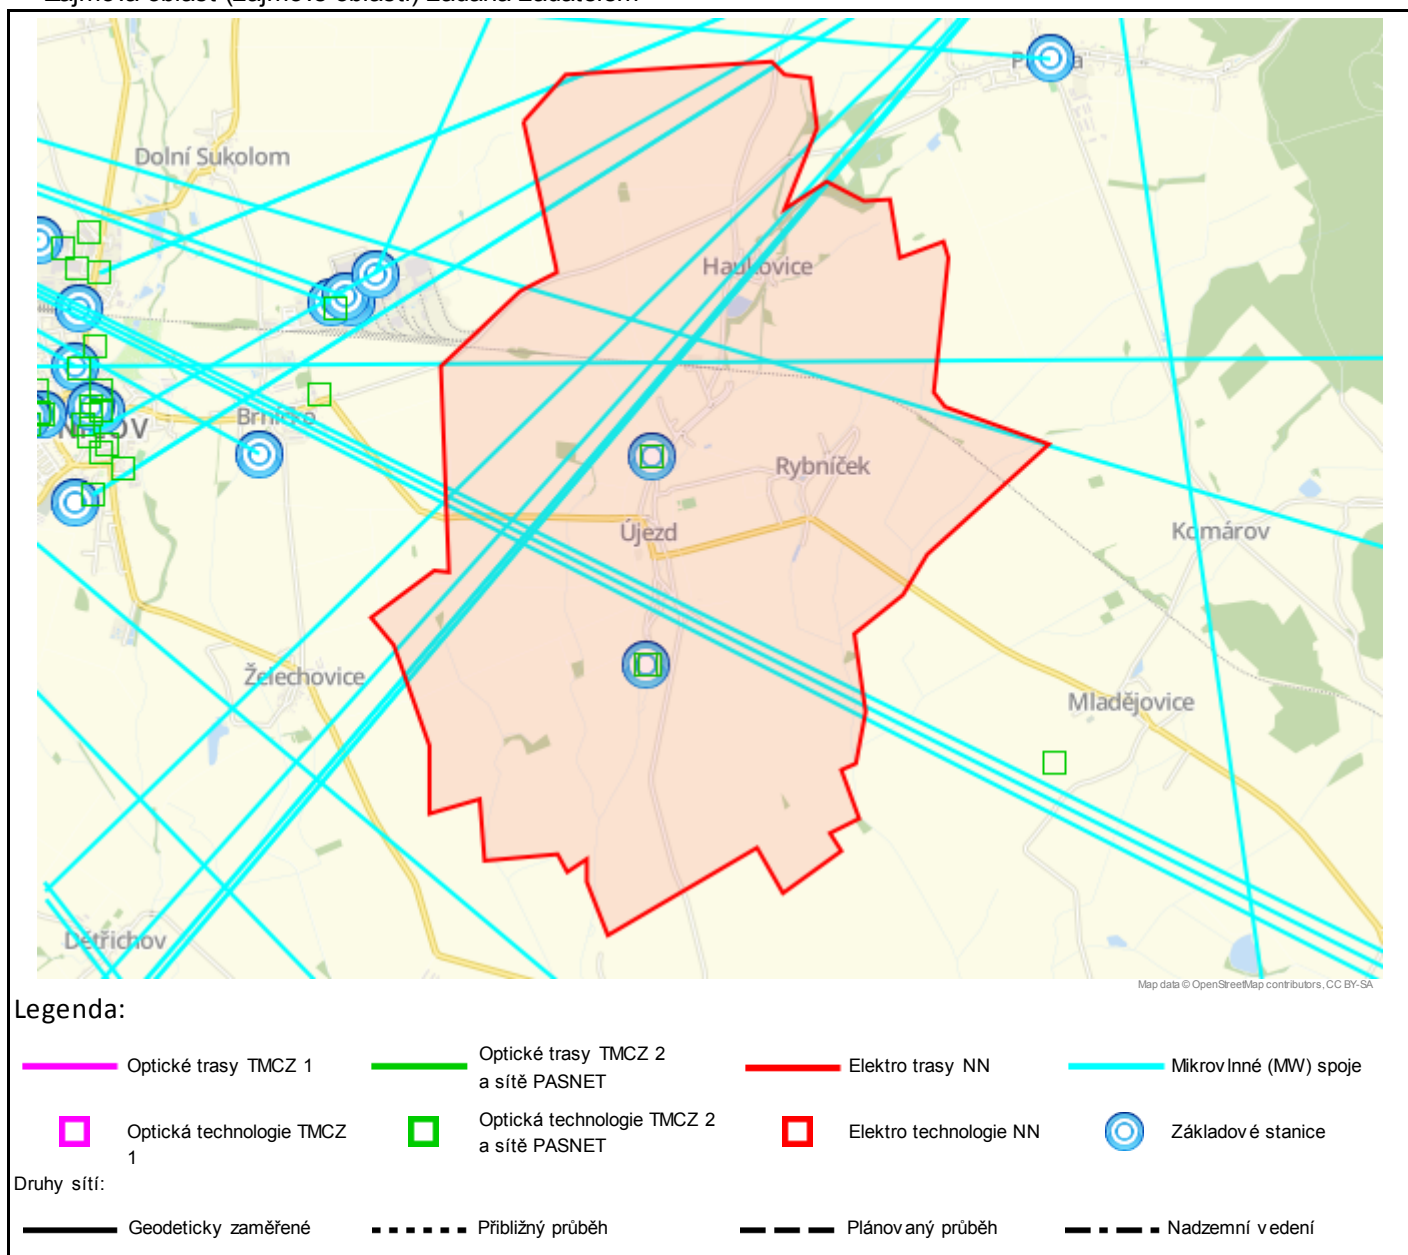 Dolní Sukolom
Haukovice
Brníčko
Rybníček
Újezd
Komárov
Želechovice
Mladějovice
Dětřichov
Map data © OpenStreetMap contributors, CC BY-SA
Legenda:
Optické trasy TMCZ 1
Optické trasy TMCZ 2
a sítě PASNET
Elektro trasy NN
Mikrovlnné (MW) spoje
Optická technologie TMCZ
1
Optická technologie TMCZ 2
a sítě PASNET
Elektro technologie NN
Základové stanice
Druhy sítí:
Geodeticky zaměřené
Přibližný průběh
Plánovaný průběh
Nadzemní vedení